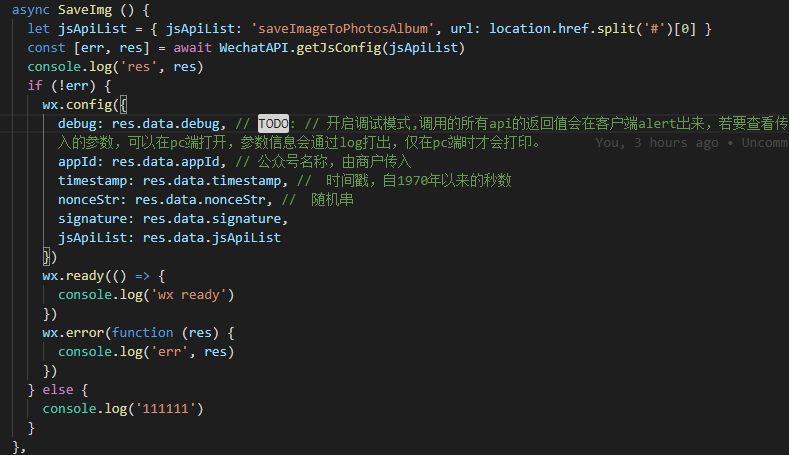 async SaveImg () {
let jsApiList = { jsApiList: 'saveImageToPhotosAlbum', url: location.href.split('#')[0] }
const [err, res] = await WechatAPI.getJsConfig(jsApiList)
console.log('res', res)
if (!err) {
wx.config({
debug: res.data.debug, // TODO: // 开启调试模式,调用的所有api的返回值会在客户端alert出来，若要查看传
入的参数，可以在pc端打开，参数信息会通过log打出，仅在pc端时才会打印。 You, 3 hours ago • Uncomm
appId: res.data.appId, // 公众号名称，由商户传入
timestamp: res.data.timestamp, // 时间戳，自1970年以来的秒数
nonceStr: res.data.nonceStr, // 随机串
signature: res.data.signature,
jsApiList: res.data.jsApiList
})
wx.ready(() => {
console.log('wx ready')
})
wx.error(function (res) {
console.log('err', res)
})
} else {
console.log('111111')
}
},